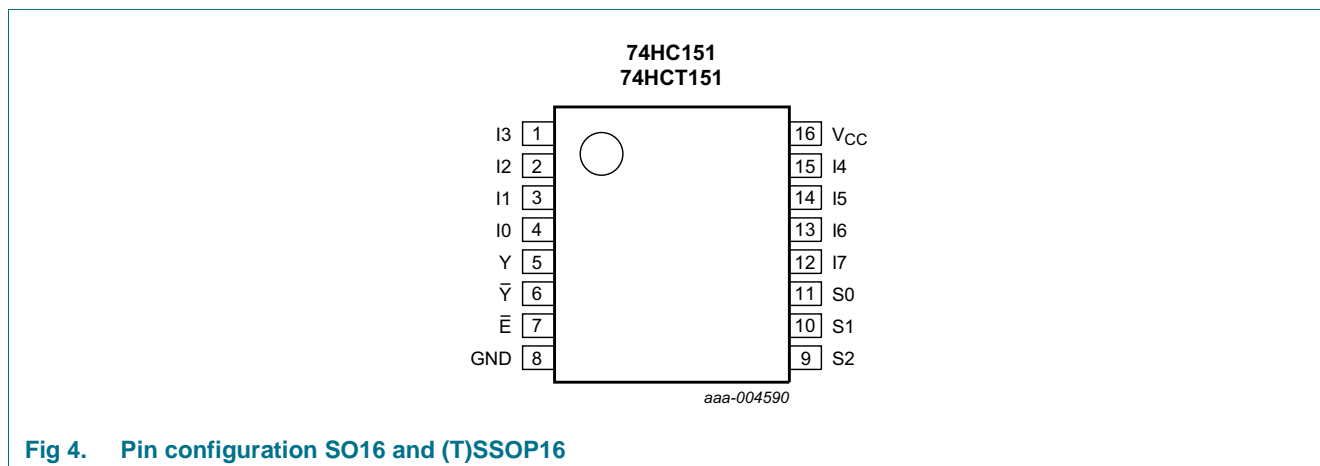 74HC151
74HCT151
I3 1 16 VCC
I2 2 15 I4
I1 3 14 I5
I0 4 13 I6
Y 5 12 I7
Y̅ 6 11 S0
E̅ 7 10 S1
GND 8 9 S2
aaa-004590
Fig 4. Pin configuration SO16 and (T)SSOP16